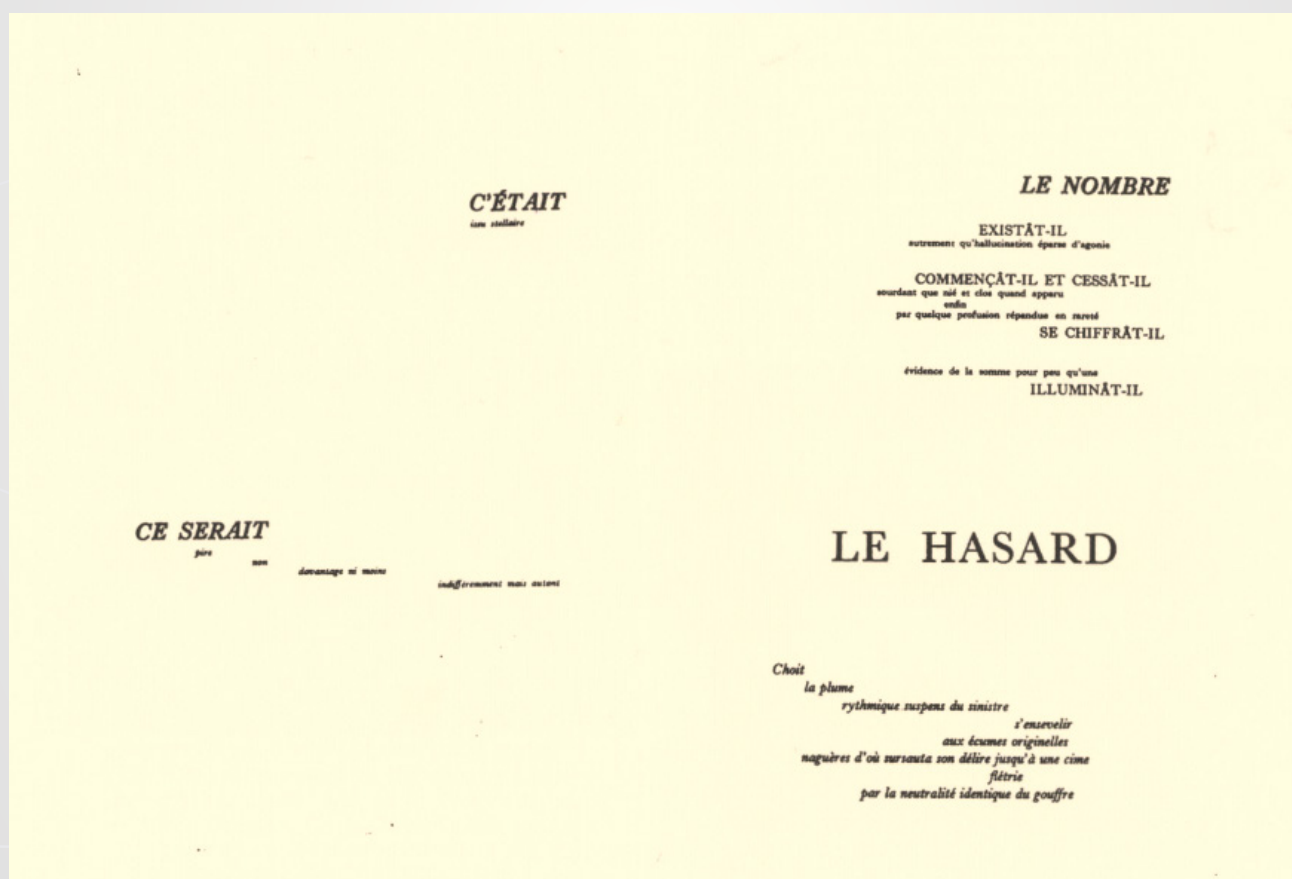 C'ÉTAIT
issu stellaire
CE SERAIT
pire
non
davantage ni moins
indifféremment mais autant
LE NOMBRE
EXISTÂT-IL
autrement qu'hallucination éparse d'agonie
COMMENÇÂT-IL ET CESSÂT-IL
sourdant que nié et clos quand apparu
enfin
par quelque profusion répandue en rareté
SE CHIFFRÂT-IL
évidence de la somme pour peu qu'une
ILLUMINÂT-IL
LE HASARD
Choit
la plume
rythmique suspens du sinistre
s'ensevelir
aux écumes originelles
naguères d'où sursauta son délire jusqu'à une cime
flétrie
par la neutralité identique du gouffre